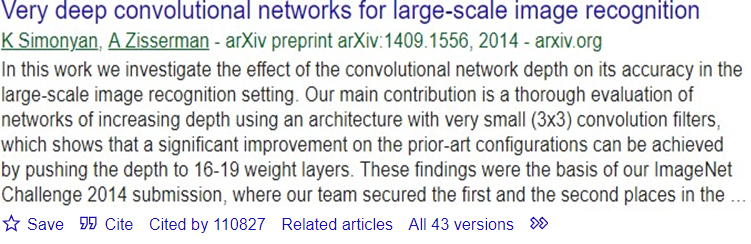 Very deep convolutional networks for large-scale image recognition
K Simonyan, A Zisserman - arXiv preprint arXiv:1409.1556, 2014 - arxiv.org
In this work we investigate the effect of the convolutional network depth on its accuracy in the
large-scale image recognition setting. Our main contribution is a thorough evaluation of
networks of increasing depth using an architecture with very small (3x3) convolution filters,
which shows that a significant improvement on the prior-art configurations can be achieved
by pushing the depth to 16-19 weight layers. These findings were the basis of our ImageNet
Challenge 2014 submission, where our team secured the first and the second places in the ...
Save Cite Cited by 110827 Related articles All 43 versions